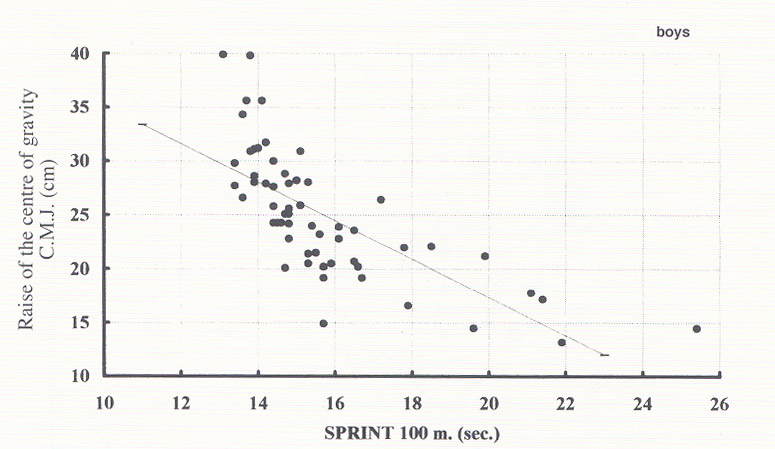 boys
Raise of the centre of gravity
C.M.J. (cm)
40
35
30
25
20
15
10
10 12 14 16 18 20 22 24 26
SPRINT 100 m. (sec.)